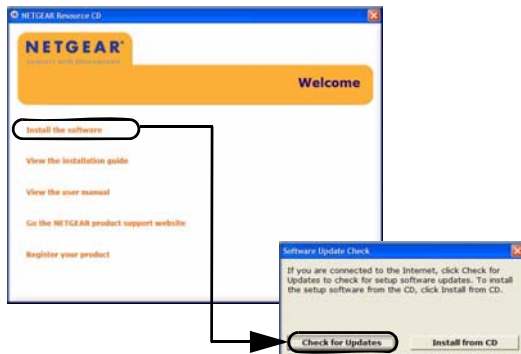 NETGEAR Resource CD
NETGEAR®
Connect with Innovation™
Welcome
Install the software
View the installation guide
View the user manual
Go the NETGEAR product support website
Register your product
Software Update Check
If you are connected to the Internet, click Check for
Updates to check for setup software updates. To install
the setup software from the CD, click Install from CD.
Check for Updates
Install from CD